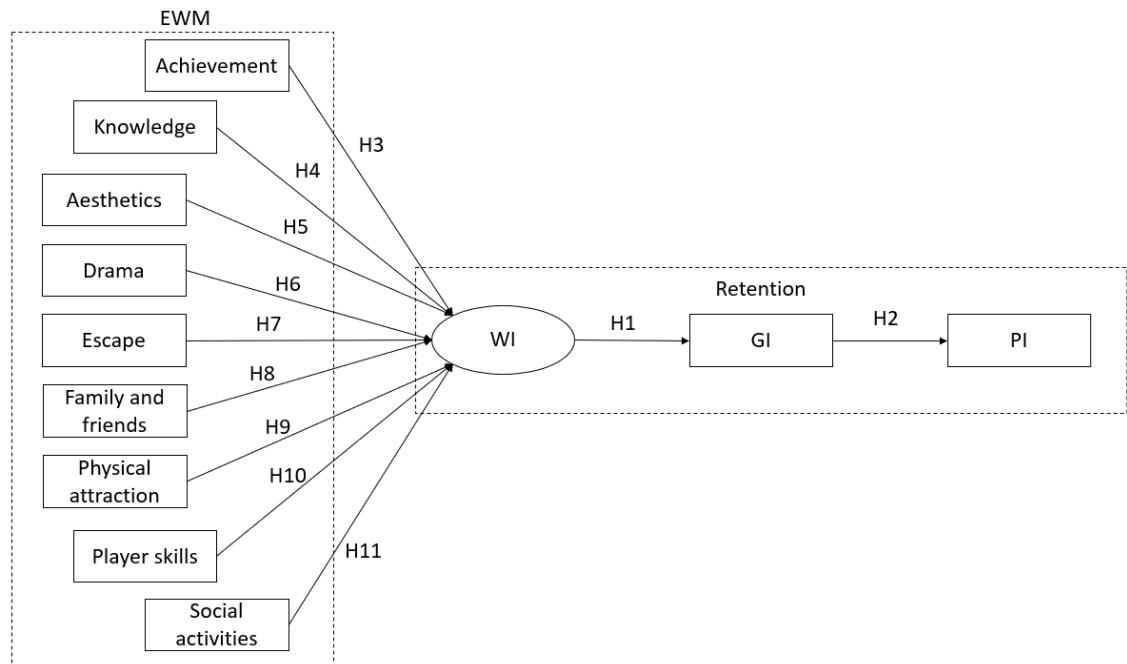 EWM
Achievement
Knowledge
Aesthetics
Drama
Escape
Family and
friends
Physical
attraction
Player skills
Social
activities
H3
H4
H5
H6
H7
H8
H9
H10
H11
Retention
WI
H1
GI
H2
PI